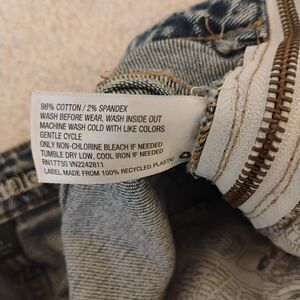 98% COTTON / 2% SPANDEX
WASH BEFORE WEAR, WASH INSIDE OUT
MACHINE WASH COLD WITH LIKE COLORS
GENTLE CYCLE
ONLY NON-CHLORINE BLEACH IF NEEDED
TUMBLE DRY LOW, COOL IRON IF NEEDED
RN17730 VN2242811
LABEL MADE FROM 100% RECYCLED PLASTIC